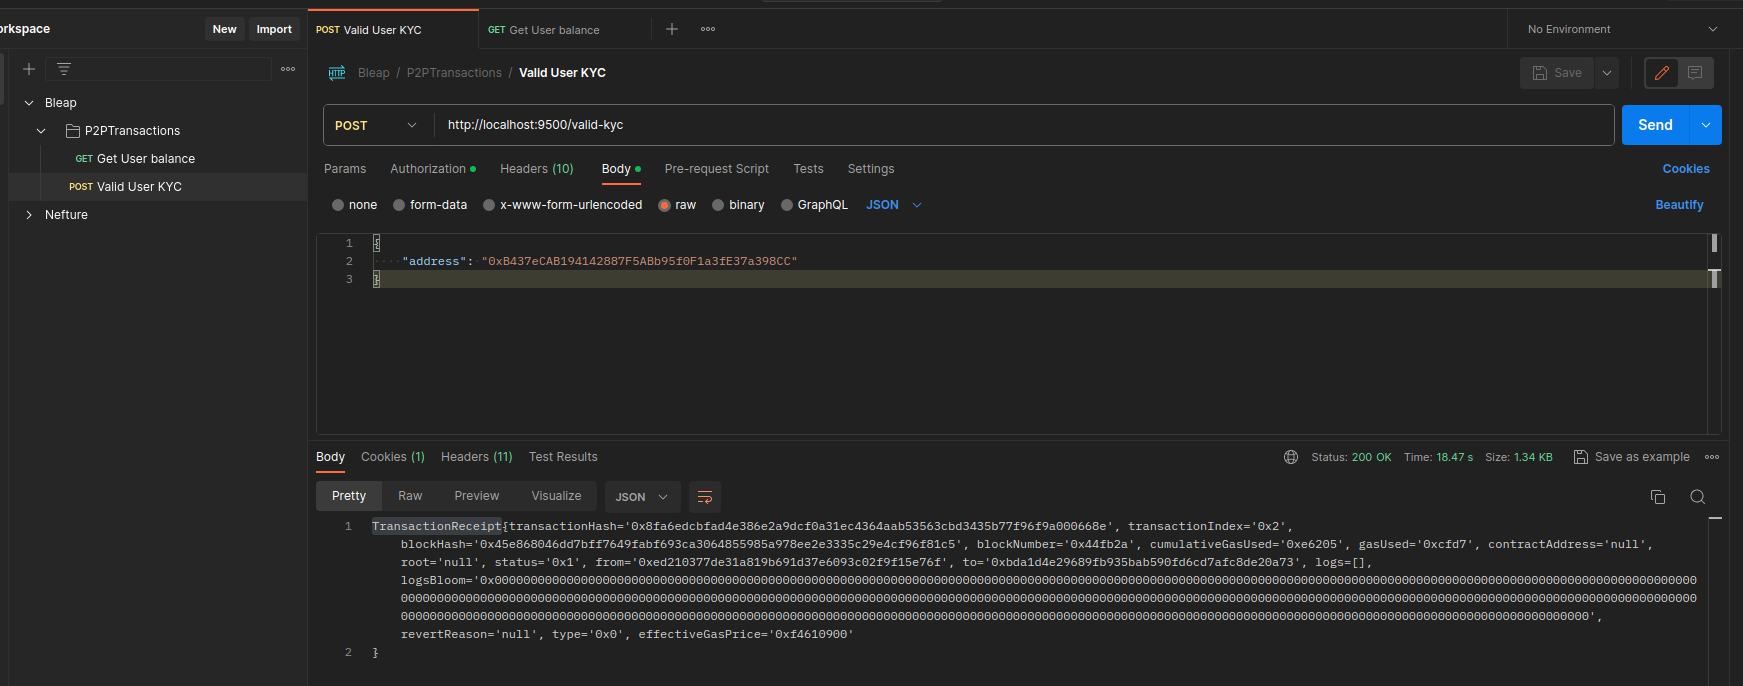 orkspace
New
Import
POST Valid User KYC
GET Get User balance
No Environment
Bleap / P2PTransactions / Valid User KYC
Save
Bleap
P2PTransactions
GET Get User balance
POST Valid User KYC
Nefture
POST
http://localhost:9500/valid-kyc
Send
Params
Authorization
Headers (10)
Body
Pre-request Script
Tests
Settings
Cookies
none
form-data
x-www-form-urlencoded
raw
binary
GraphQL
JSON
Beautify
1 {
2 "address": "0xB437eCAB194142887F5ABb95f0F1a3fE37a398CC"
3 }
Body
Cookies (1)
Headers (11)
Test Results
Status: 200 OK
Time: 18.47 s
Size: 1.34 KB
Save as example
Pretty
Raw
Preview
Visualize
JSON
1 TransactionReceipt{transactionHash='0x8fa6edcbfad4e386e2a9dcf0a31ec4364aab53563cbd3435b77f96f9a000668e', transactionIndex='0x2',
blockHash='0x45e868046dd7bff7649fabf693ca3064855985a978ee2e3335c29e4cf96f81c5', blockNumber='0x44fb2a', cumulativeGasUsed='0xe6205', gasUsed='0xcfd7', contractAddress='null',
root='null', status='0x1', from='0xed210377de31a819b691d37e6093c02f9f15e76f', to='0xbda1d4e29689fb935bab590fd6cd7afc8de20a73', logs=[],
logsBloom='
revertReason='null', type='0x0', effectiveGasPrice='0xf4610900'
2 }